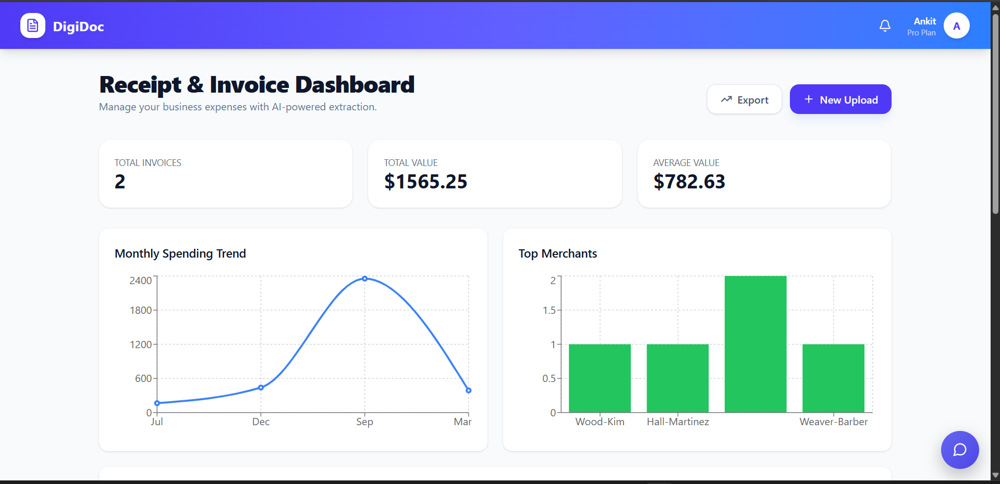 DigiDoc
Ankit
Pro Plan
A
Receipt & Invoice Dashboard
Manage your business expenses with AI-powered extraction.
Export
New Upload
TOTAL INVOICES
2
TOTAL VALUE
$1565.25
AVERAGE VALUE
$782.63
Monthly Spending Trend
2400
1800
1200
600
0
Jul Dec Sep Mar
Top Merchants
2
1.5
1
0.5
0
Wood-Kim Hall-Martinez Weaver-Barber